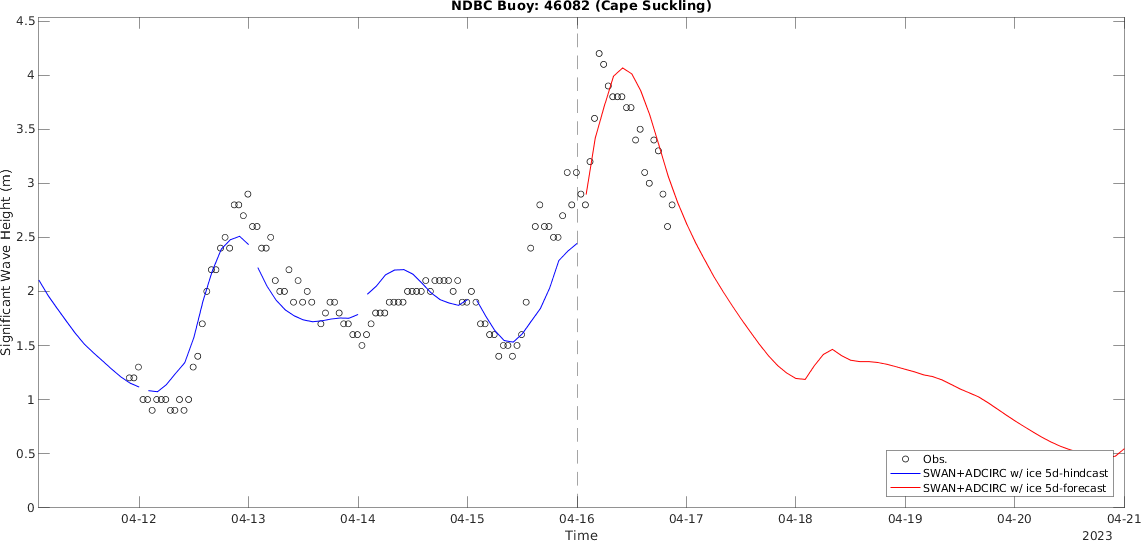 NDBC Buoy: 46082 (Cape Suckling)
4.5
4
3.5
3
2.5
2
1.5
1
0.5
0
Significant Wave Height (m)
Obs.
SWAN+ADCIRC w/ ice 5d-hindcast
SWAN+ADCIRC w/ ice 5d-forecast
04-12 04-13 04-14 04-15 04-16 04-17 04-18 04-19 04-20 04-21
Time
2023